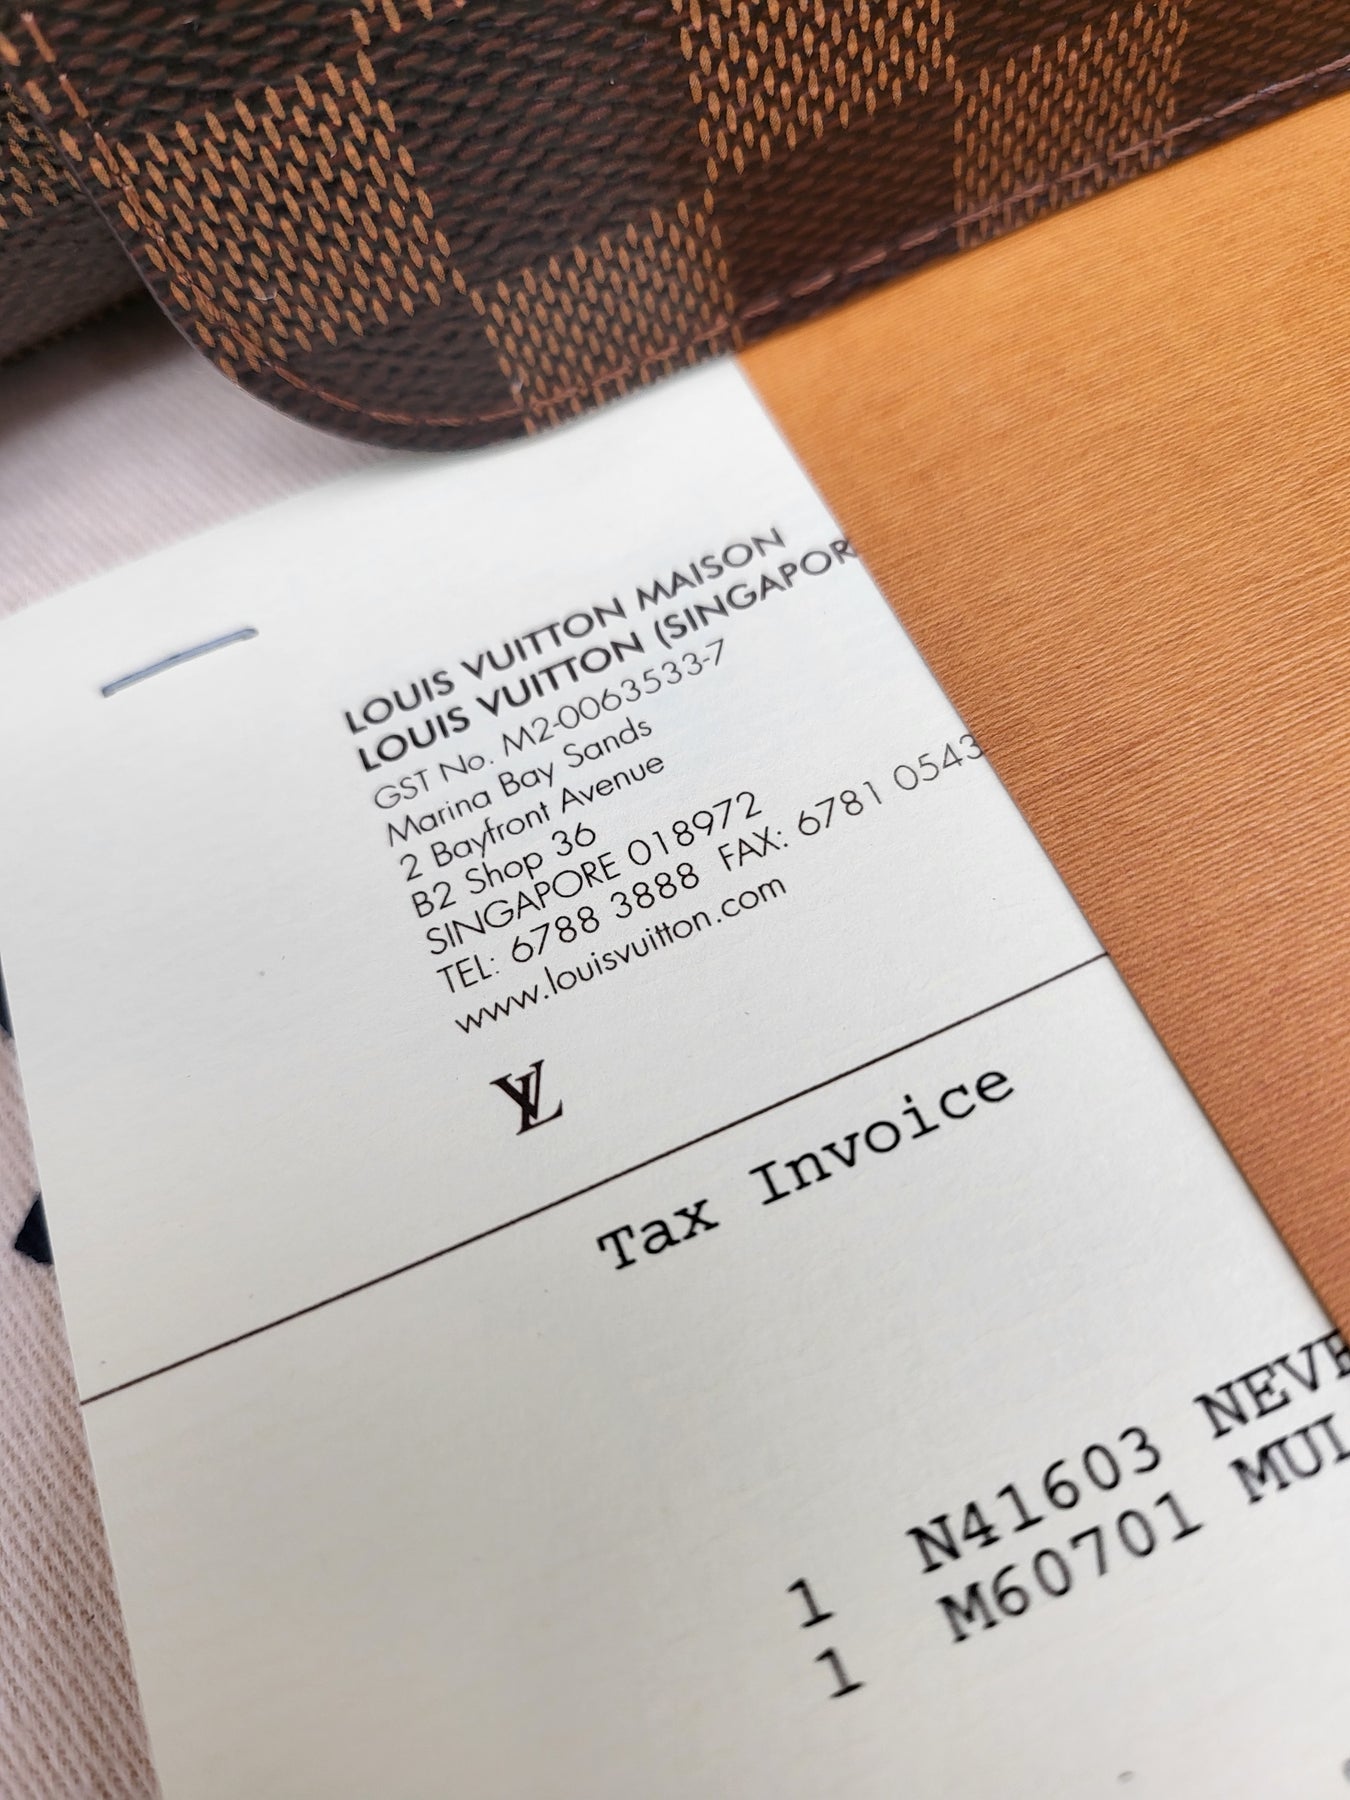 LOUIS VUITTON MAISON
LOUIS VUITTON (SINGAPOR
GST No. M2-0063533-7
Marina Bay Sands
2 Bayfront Avenue
B2 Shop 36
SINGAPORE 018972
TEL: 6788 3888 FAX: 6781 0543
www.louisvuitton.com
LV
Tax Invoice
1 N41603 NEVE
1 M60701 MUL